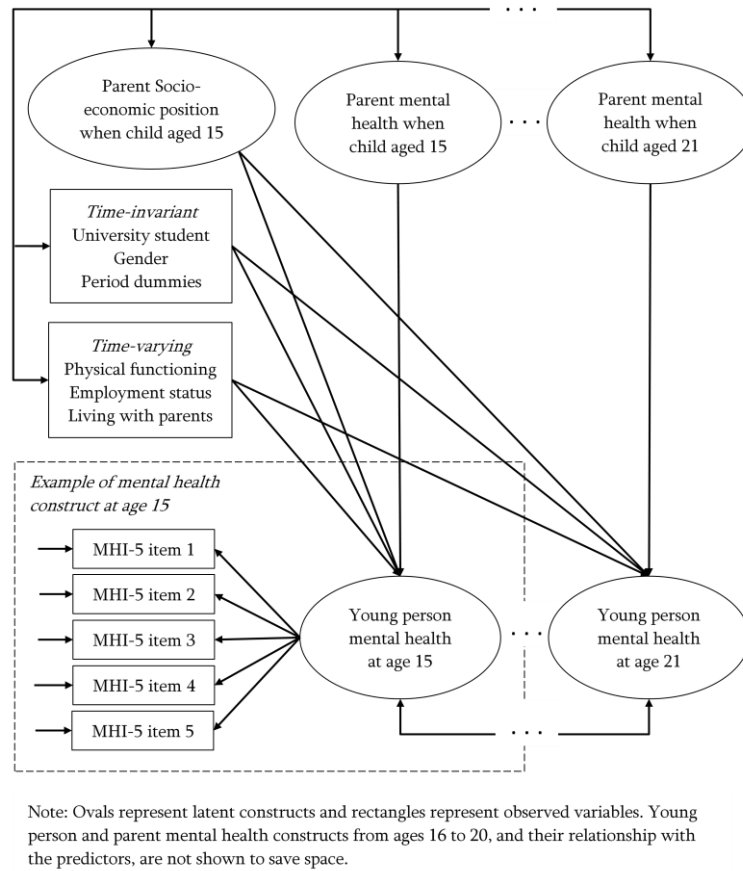 . . .
Parent Socio-
economic position
when child aged 15
Parent mental
health when
child aged 15
. . .
Parent mental
health when
child aged 21
Time-invariant
University student
Gender
Period dummies
Time-varying
Physical functioning
Employment status
Living with parents
Example of mental health
construct at age 15
MHI-5 item 1
MHI-5 item 2
MHI-5 item 3
MHI-5 item 4
MHI-5 item 5
Young person
mental health
at age 15
. . .
Young person
mental health
at age 21
. . .
Note: Ovals represent latent constructs and rectangles represent observed variables. Young
person and parent mental health constructs from ages 16 to 20, and their relationship with
the predictors, are not shown to save space.